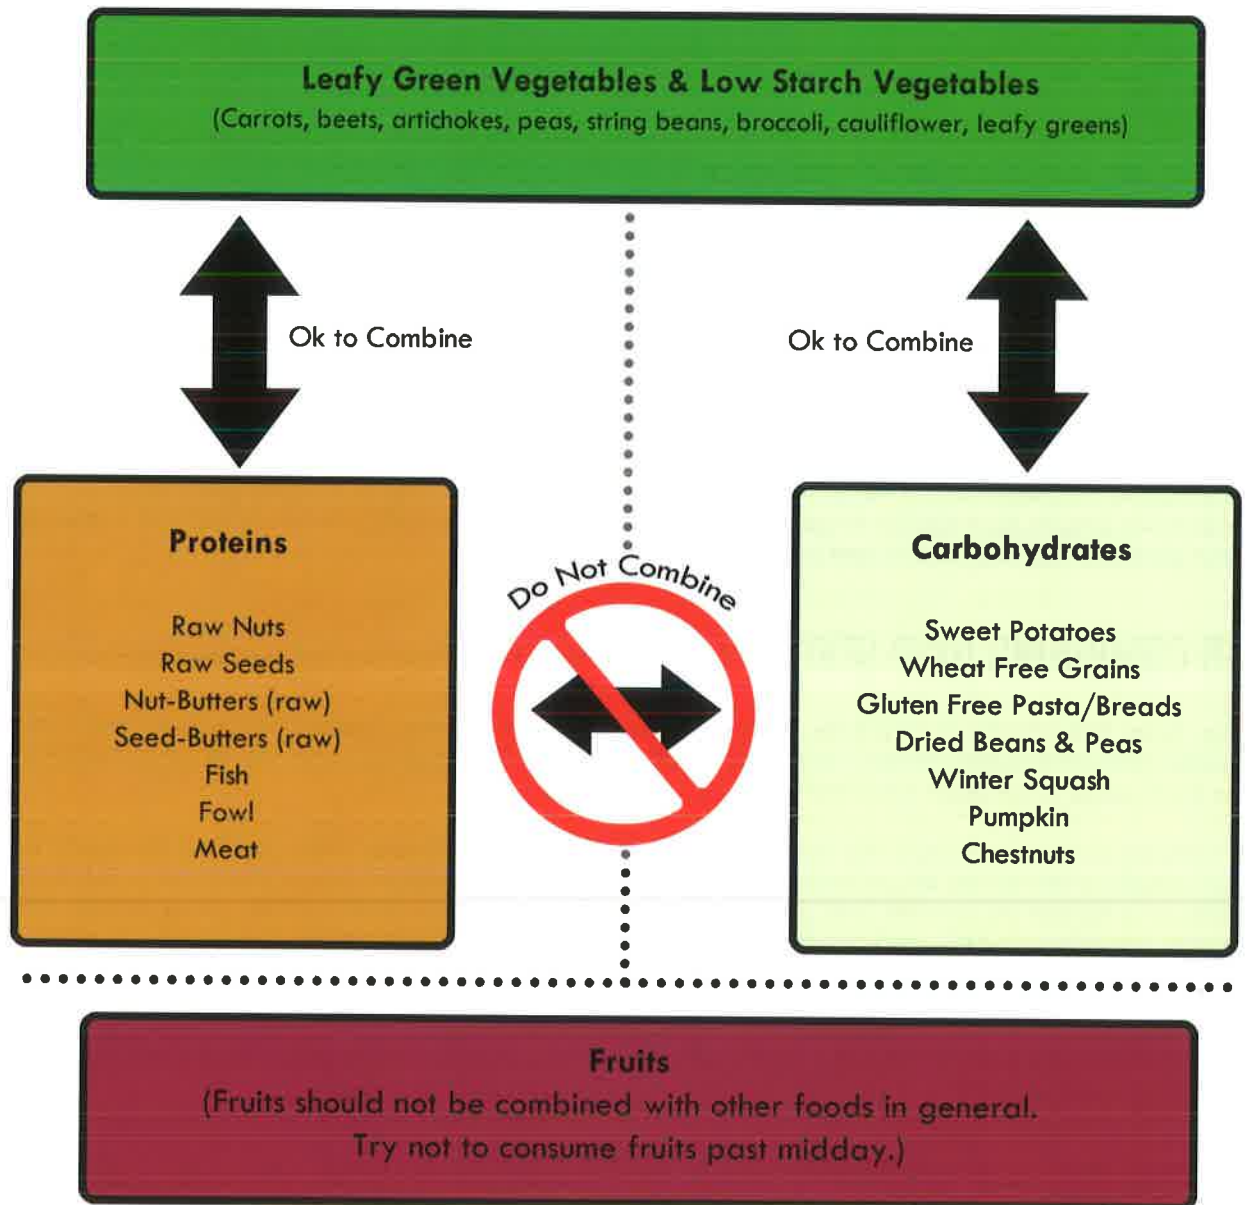 Leafy Green Vegetables & Low Starch Vegetables
(Carrots, beets, artichokes, peas, string beans, broccoli, cauliflower, leafy greens)
Ok to Combine
Ok to Combine
Proteins
Raw Nuts
Raw Seeds
Nut-Butters (raw)
Seed-Butters (raw)
Fish
Fowl
Meat
Do Not Combine
Carbohydrates
Sweet Potatoes
Wheat Free Grains
Gluten Free Pasta/Breads
Dried Beans & Peas
Winter Squash
Pumpkin
Chestnuts
Fruits
(Fruits should not be combined with other foods in general.
Try not to consume fruits past midday.)